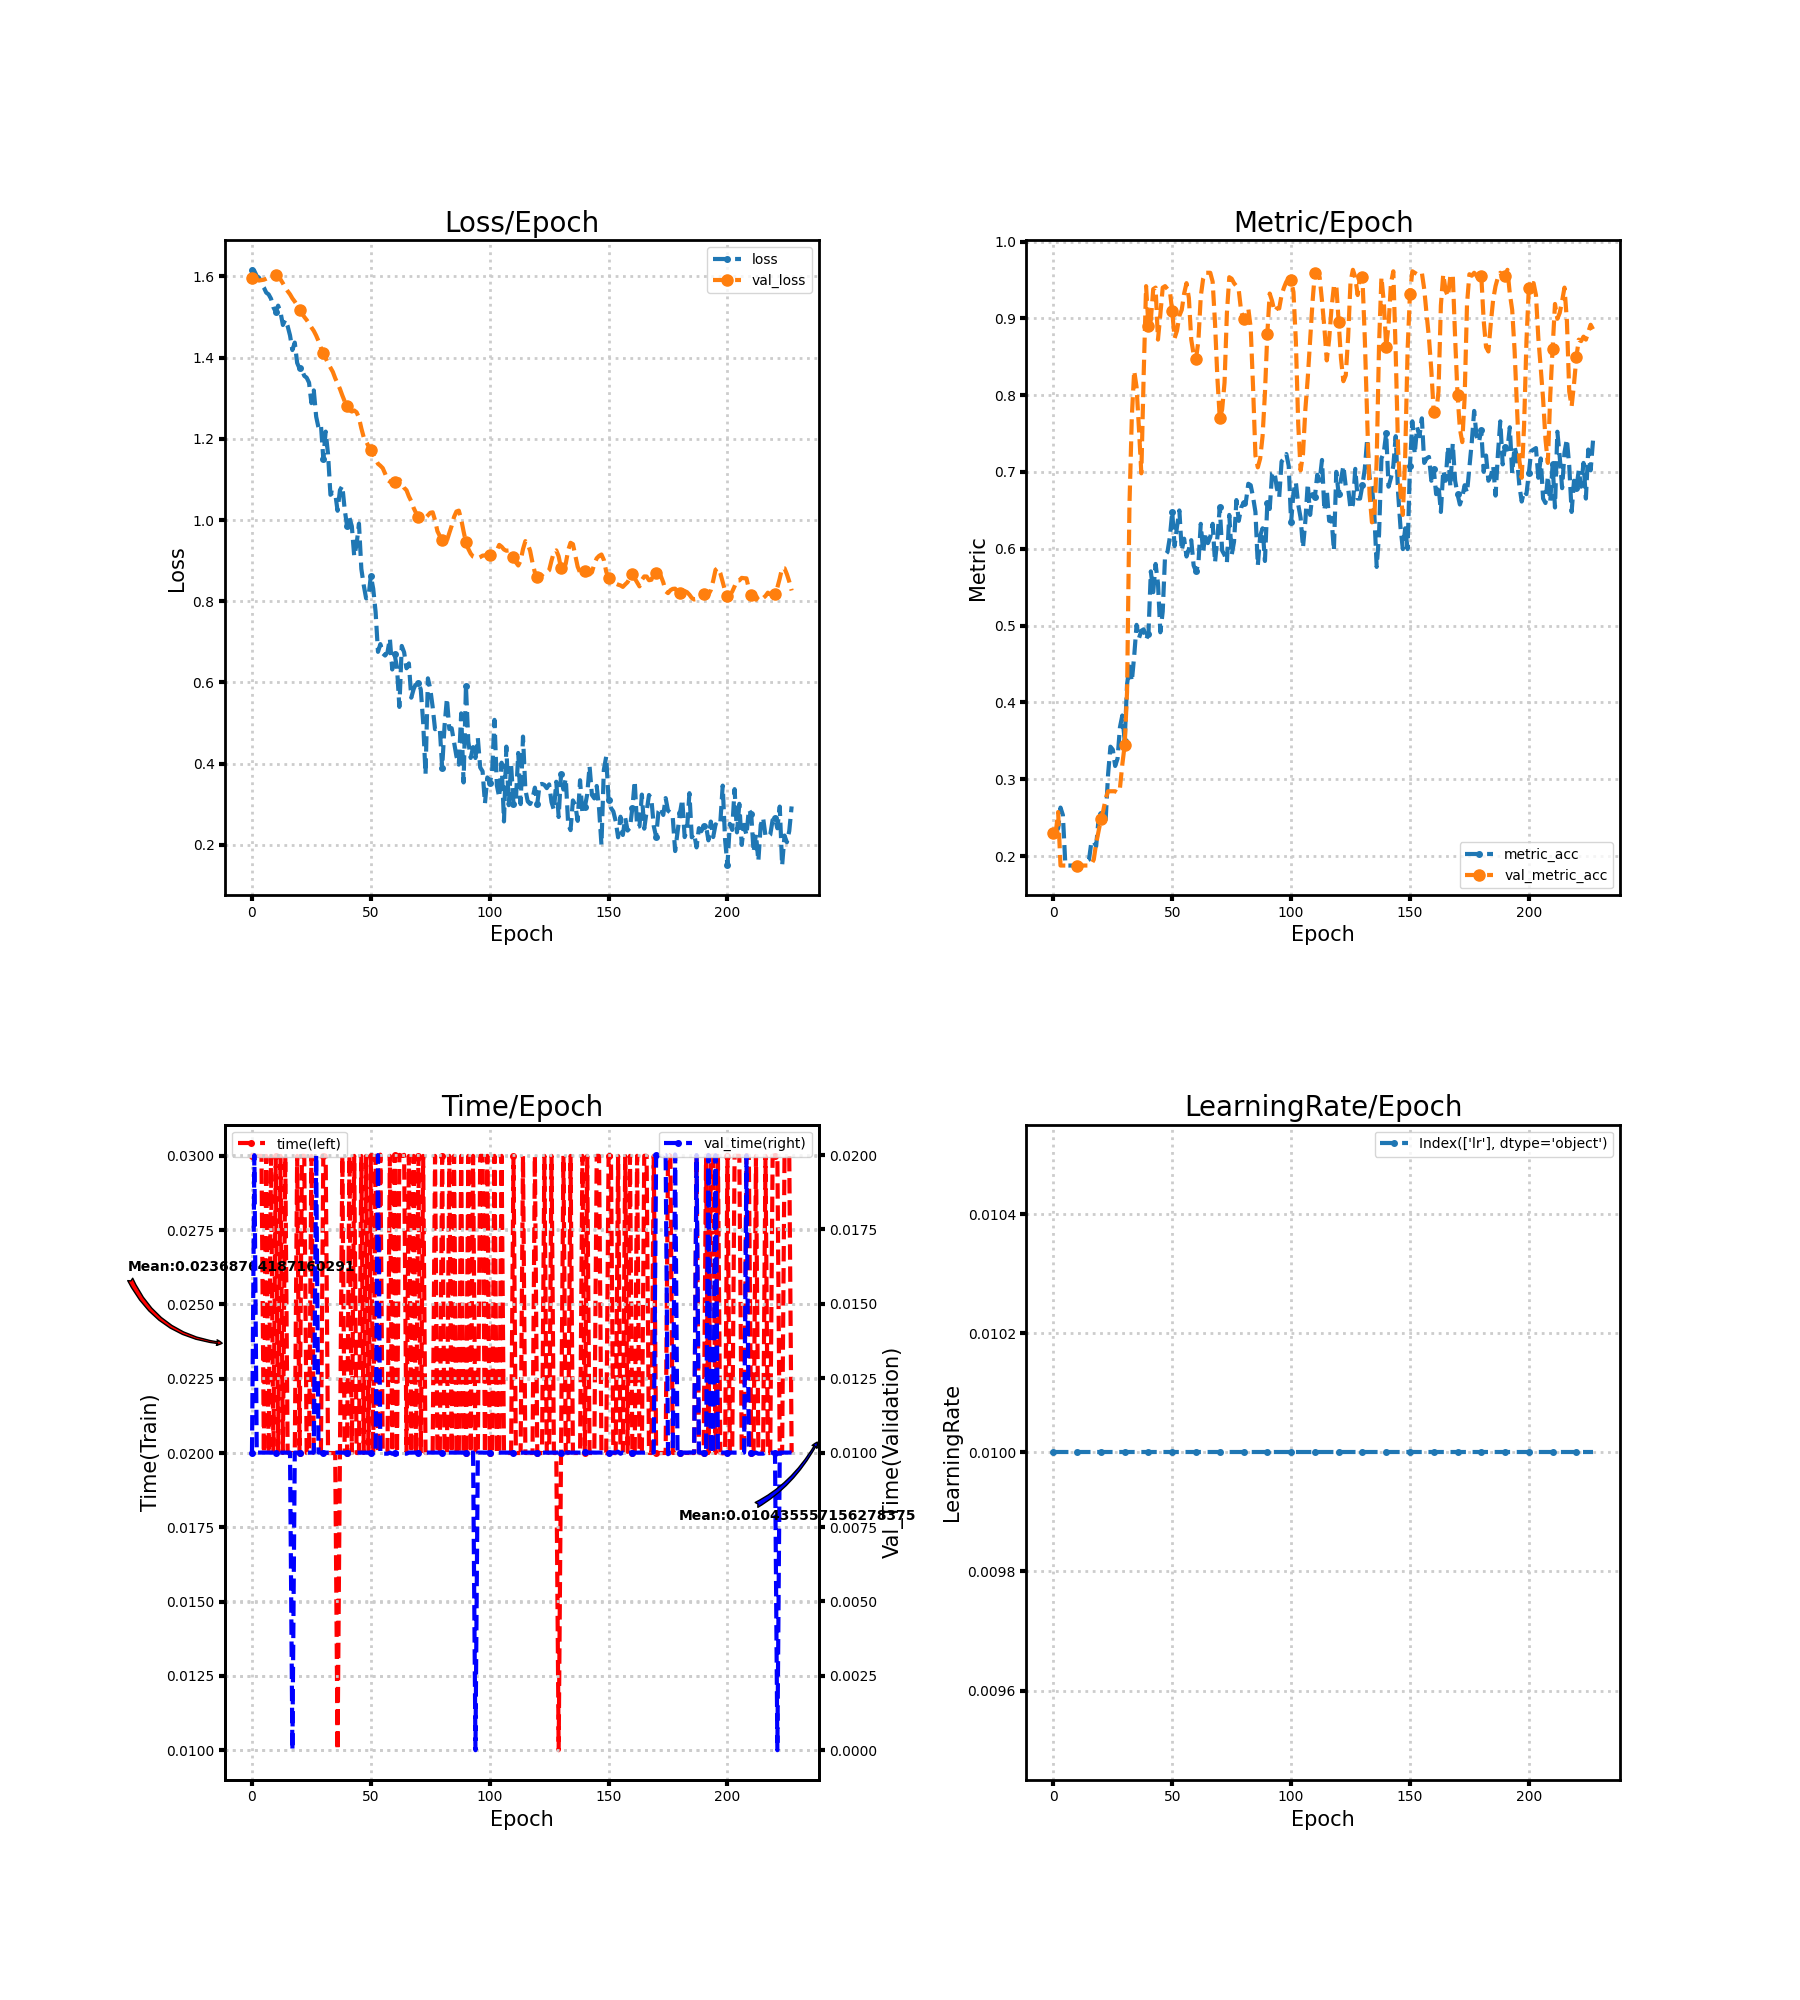 Loss/Epoch
Loss
1.6
1.4
1.2
1.0
0.8
0.6
0.4
0.2
loss
val_loss
0
50
100
150
200
Epoch
Metric/Epoch
Metric
1.0
0.9
0.8
0.7
0.6
0.5
0.4
0.3
0.2
metric_acc
val_metric_acc
0
50
100
150
200
Epoch
Time/Epoch
Time(Train)
0.0300
0.0275
0.0250
0.0225
0.0200
0.0175
0.0150
0.0125
0.0100
time(left)
val_time(right)
Mean:0.02368764187160291
Mean:0.010435557156278375
0.0200
0.0175
0.0150
0.0125
0.0100
0.0075
0.0050
0.0025
0.0000
Val_Time(Validation)
0
50
100
150
200
Epoch
LearningRate/Epoch
LearningRate
0.0104
0.0102
0.0100
0.0098
0.0096
Index(['lr'], dtype='object')
0
50
100
150
200
Epoch